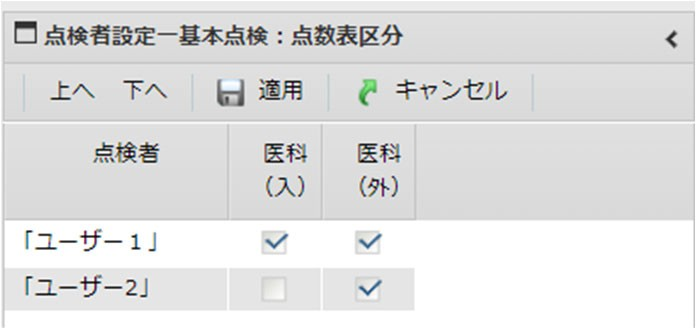 点検者設定－基本点検：点数表区分
上へ 下へ 適用 キャンセル
点検者 医科（入） 医科（外）
「ユーザー１」
「ユーザー2」